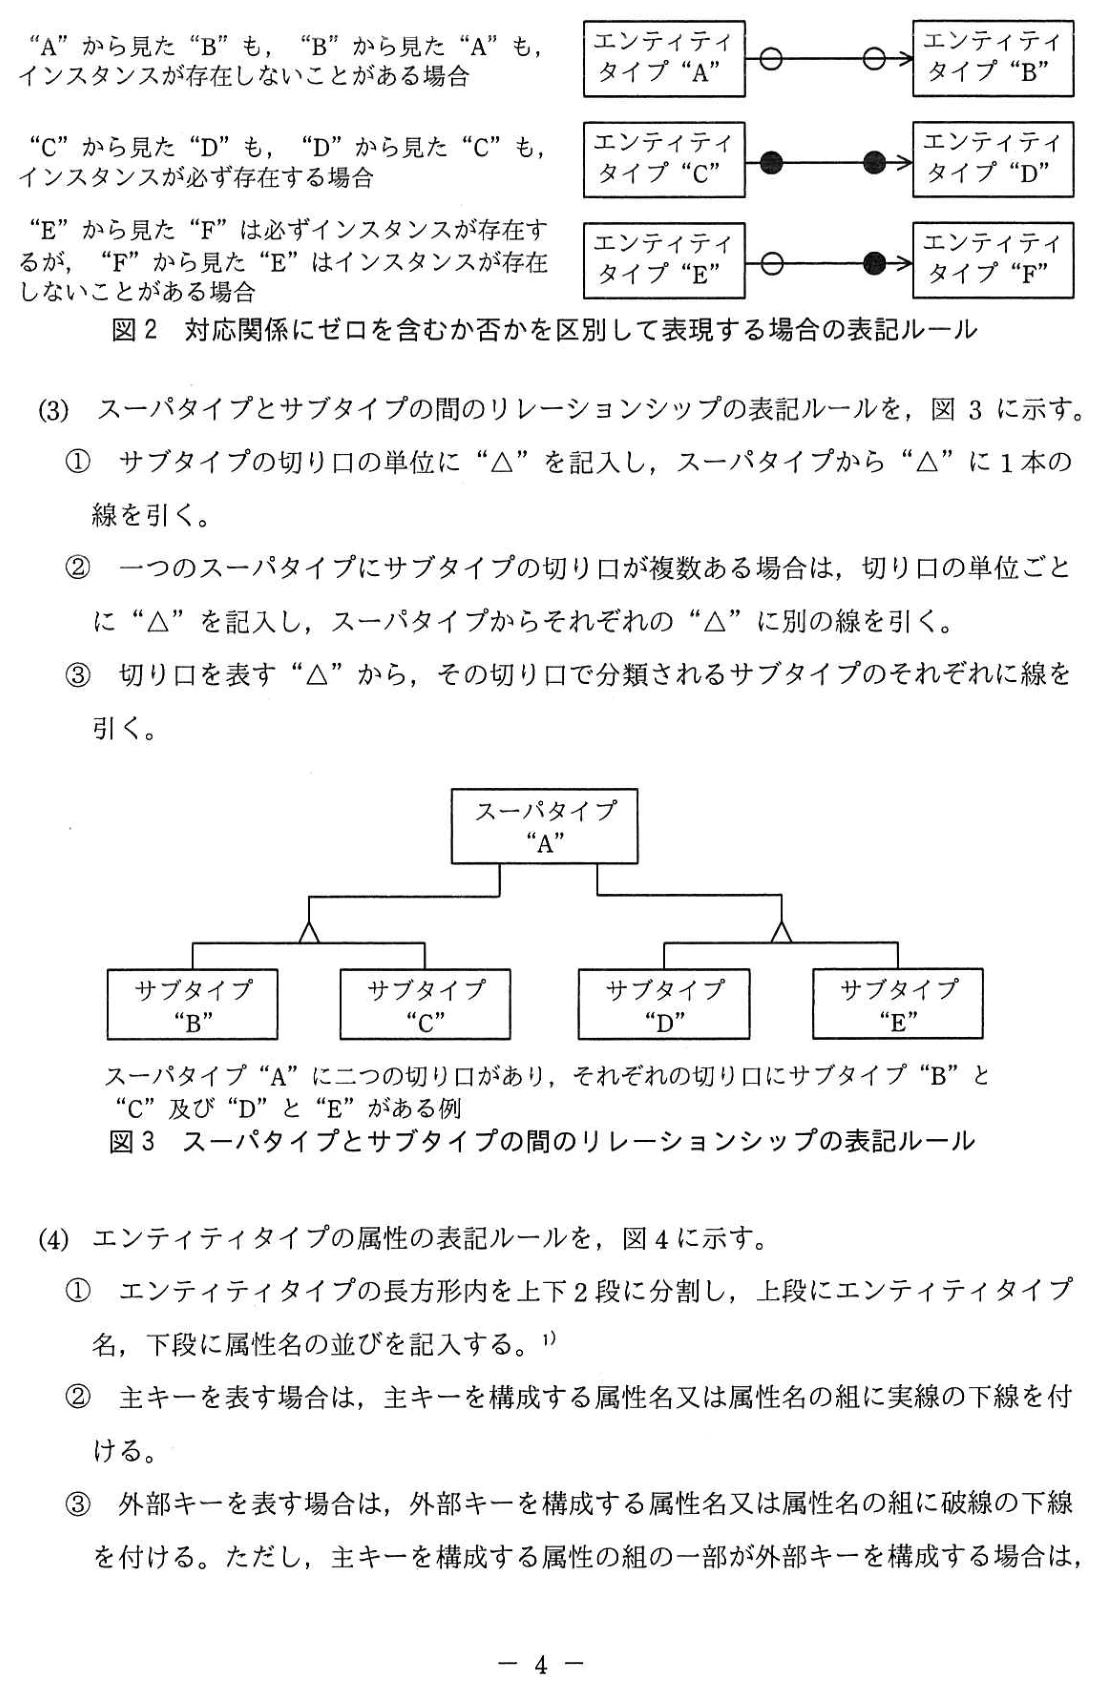 “A”から見た“B”も，“B”から見た“A”も，
インスタンスが存在しないことがある場合
エンティティ
タイプ“A”
エンティティ
タイプ“B”
“C”から見た“D”も，“D”から見た“C”も，
インスタンスが必ず存在する場合
エンティティ
タイプ“C”
エンティティ
タイプ“D”
“E”から見た“F”は必ずインスタンスが存在す
るが，“F”から見た“E”はインスタンスが存在
しないことがある場合
エンティティ
タイプ“E”
エンティティ
タイプ“F”
図2　対応関係にゼロを含むか否かを区別して表現する場合の表記ルール
(3)　スーパタイプとサブタイプの間のリレーションシップの表記ルールを，図 3 に示す。
①　サブタイプの切り口の単位に“△”を記入し，スーパタイプから“△”に1本の
線を引く。
②　一つのスーパタイプにサブタイプの切り口が複数ある場合は，切り口の単位ごと
に“△”を記入し，スーパタイプからそれぞれの“△”に別の線を引く。
③　切り口を表す“△”から，その切り口で分類されるサブタイプのそれぞれに線を
引く。
スーパタイプ
“A”
サブタイプ
“B”
サブタイプ
“C”
サブタイプ
“D”
サブタイプ
“E”
スーパタイプ“A”に二つの切り口があり，それぞれの切り口にサブタイプ“B”と
“C”及び“D”と“E”がある例
図3　スーパタイプとサブタイプの間のリレーションシップの表記ルール
(4)　エンティティタイプの属性の表記ルールを，図4に示す。
①　エンティティタイプの長方形内を上下2段に分割し，上段にエンティティタイプ
名，下段に属性名の並びを記入する。1)
②　主キーを表す場合は，主キーを構成する属性名又は属性名の組に実線の下線を付
ける。
③　外部キーを表す場合は，外部キーを構成する属性名又は属性名の組に破線の下線
を付ける。ただし，主キーを構成する属性の組の一部が外部キーを構成する場合は，
－ 4 －